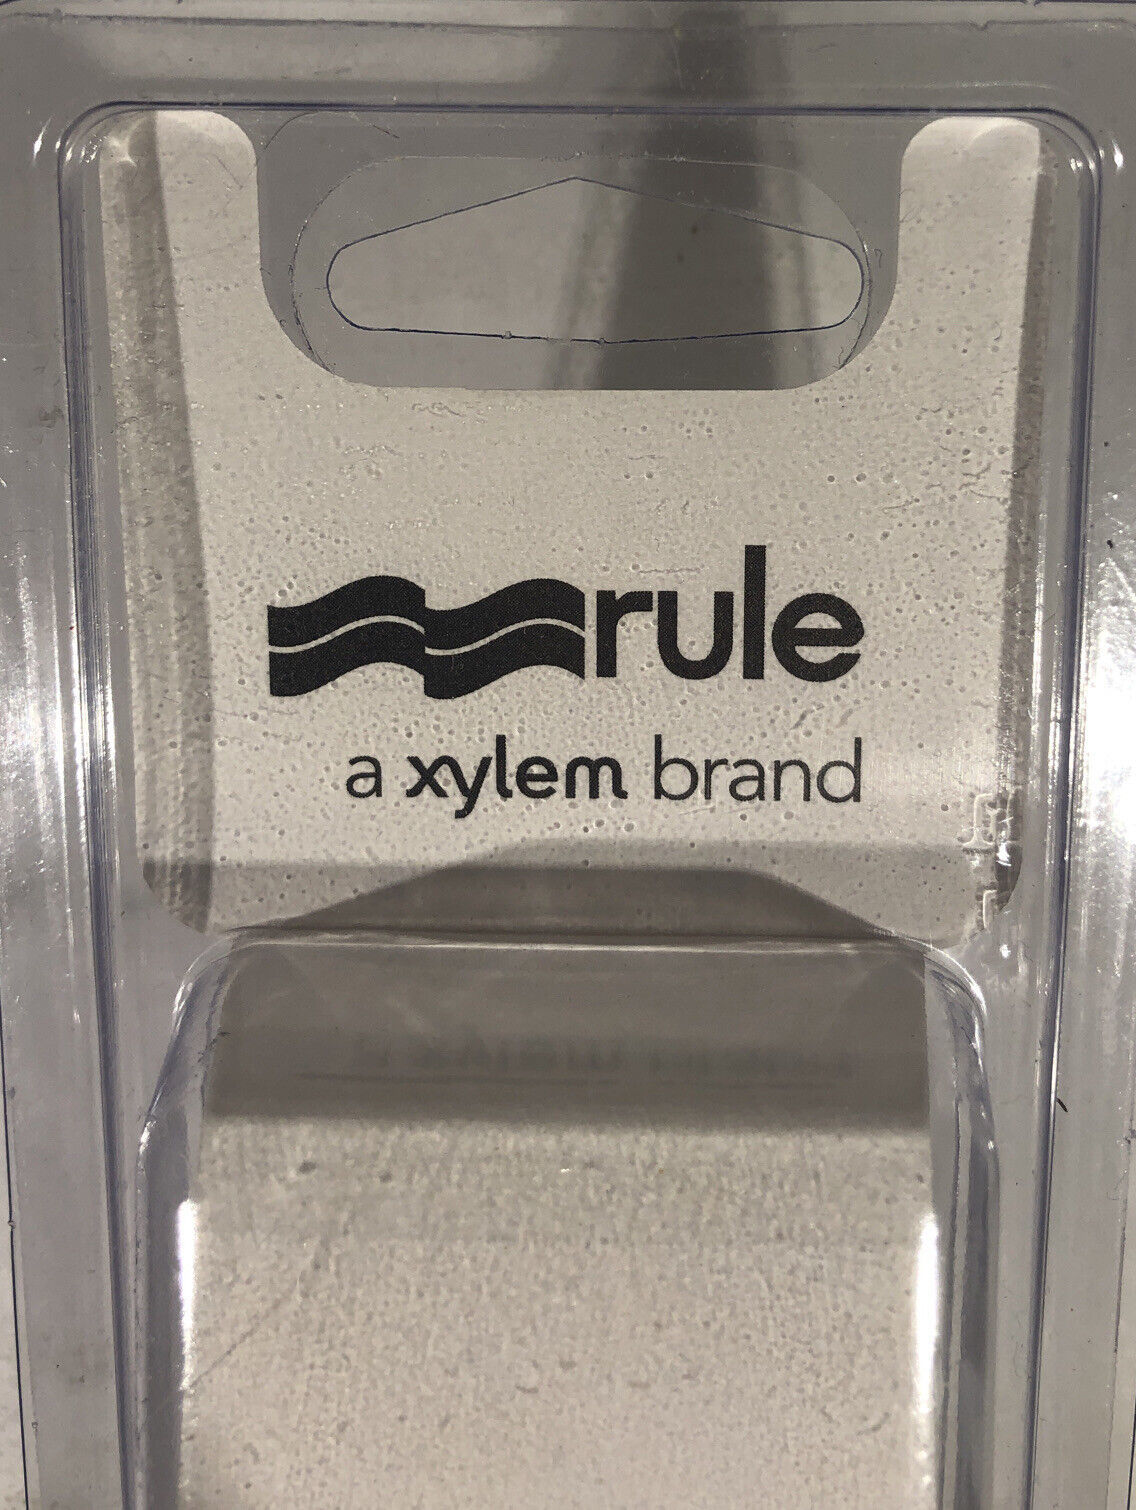 rule
a xylem brand